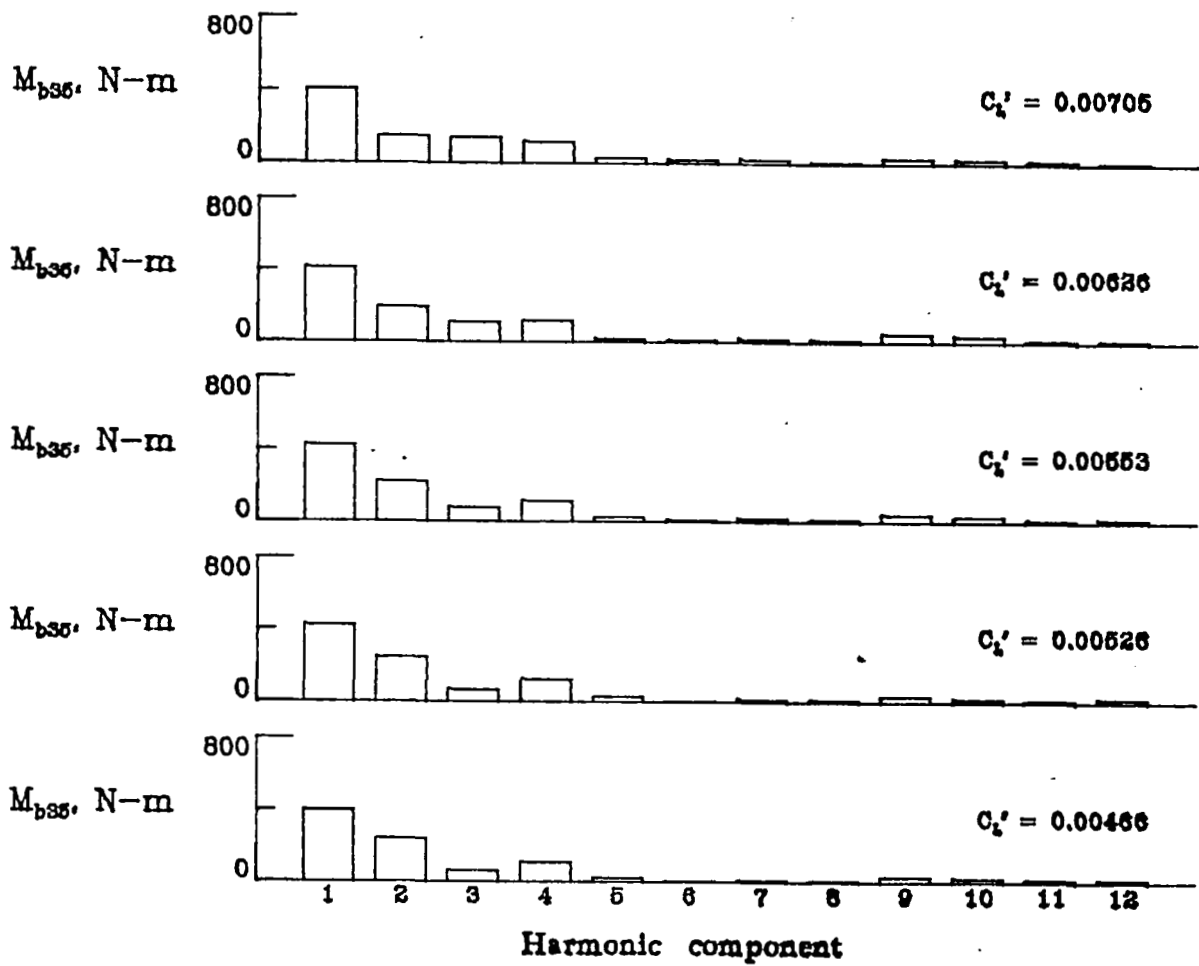 800
M_b35, N-m
C_L' = 0.00705
0
800
M_b35, N-m
C_L' = 0.00626
0
800
M_b35, N-m
C_L' = 0.00553
0
800
M_b35, N-m
C_L' = 0.00526
0
800
M_b35, N-m
C_L' = 0.00466
0
1 2 3 4 5 6 7 8 9 10 11 12
Harmonic component